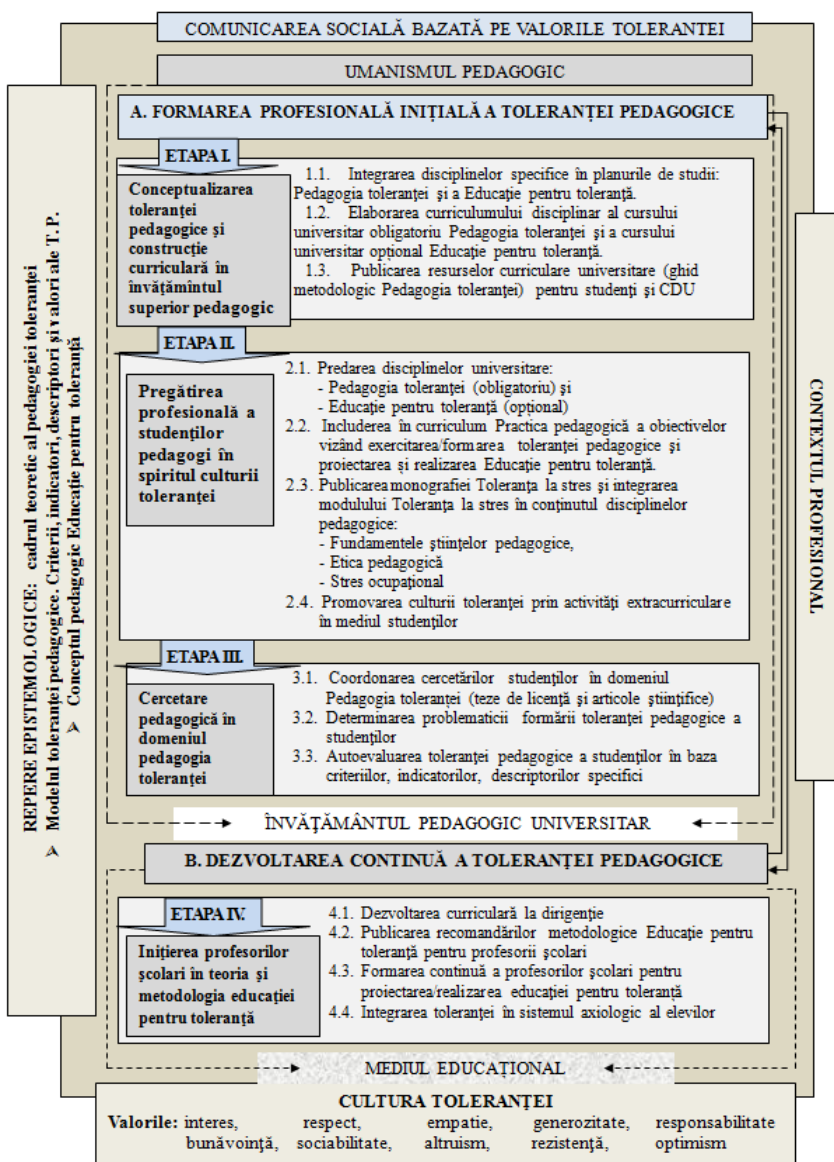 COMUNICAREA SOCIALĂ BAZATĂ PE VALORILE TOLERANTEI
UMANISMUL PEDAGOGIC
REPERE EPISTEMOLOGICE: cadrul teoretic al pedagogiei toleranței
➢ Modelul toleranței pedagogice. Criterii, indicatori, descriptori și valori ale T. P.
➢ Conceptul pedagogic Educație pentru toleranță
A. FORMAREA PROFESIONALĂ INIȚIALĂ A TOLERANȚEI PEDAGOGICE
ETAPA I.
Conceptualizarea
toleranței
pedagogice și
construcție
curriculară în
învățămîntul
superior pedagogic
1.1. Integrarea disciplinelor specifice în planurile de studii:
Pedagogia toleranței și a Educație pentru toleranță.
1.2. Elaborarea curriculumului disciplinar al cursului
universitar obligatoriu Pedagogia toleranței și a cursului
universitar opțional Educație pentru toleranță.
1.3. Publicarea resurselor curriculare universitare (ghid
metodologic Pedagogia toleranței) pentru studenți și CDU
ETAPA II.
Pregătirea
profesională a
studenților
pedagogi în
spiritul culturii
toleranței
2.1. Predarea disciplinelor universitare:
- Pedagogia toleranței (obligatoriu) și
- Educație pentru toleranță (opțional)
2.2. Includerea în curriculum Practica pedagogică a obiectivelor
vizând exercitarea/formarea toleranței pedagogice și
proiectarea și realizarea Educație pentru toleranță.
2.3. Publicarea monografiei Toleranța la stres și integrarea
modulului Toleranța la stres în conținutul disciplinelor
pedagogice:
- Fundamentele științelor pedagogice,
- Etica pedagogică
- Stres ocupațional
2.4. Promovarea culturii toleranței prin activități extracurriculare
în mediul studenților
ETAPA III.
Cercetare
pedagogică în
domeniul
pedagogia
toleranței
3.1. Coordonarea cercetărilor studenților în domeniul
Pedagogia toleranței (teze de licență și articole științifice)
3.2. Determinarea problematicii formării toleranței pedagogice a
studenților
3.3. Autoevaluarea toleranței pedagogice a studenților în baza
criteriilor, indicatorilor, descriptorilor specifici
ÎNVĂȚĂMÂNTUL PEDAGOGIC UNIVERSITAR
CONTEXTUL PROFESIONAL
B. DEZVOLTAREA CONTINUĂ A TOLERANȚEI PEDAGOGICE
ETAPA IV.
Inițierea profesorilor
școlari în teoria și
metodologia educației
pentru toleranță
4.1. Dezvoltarea curriculară la dirigenție
4.2. Publicarea recomandărilor metodologice Educație pentru
toleranță pentru profesorii școlari
4.3. Formarea continuă a profesorilor școlari pentru
proiectarea/realizarea educației pentru toleranță
4.4. Integrarea toleranței în sistemul axiologic al elevilor
MEDIUL EDUCAȚIONAL
CULTURA TOLERANȚEI
Valorile: interes, respect, empatie, generozitate, responsabilitate
bunăvoință, sociabilitate, altruism, rezistență, optimism